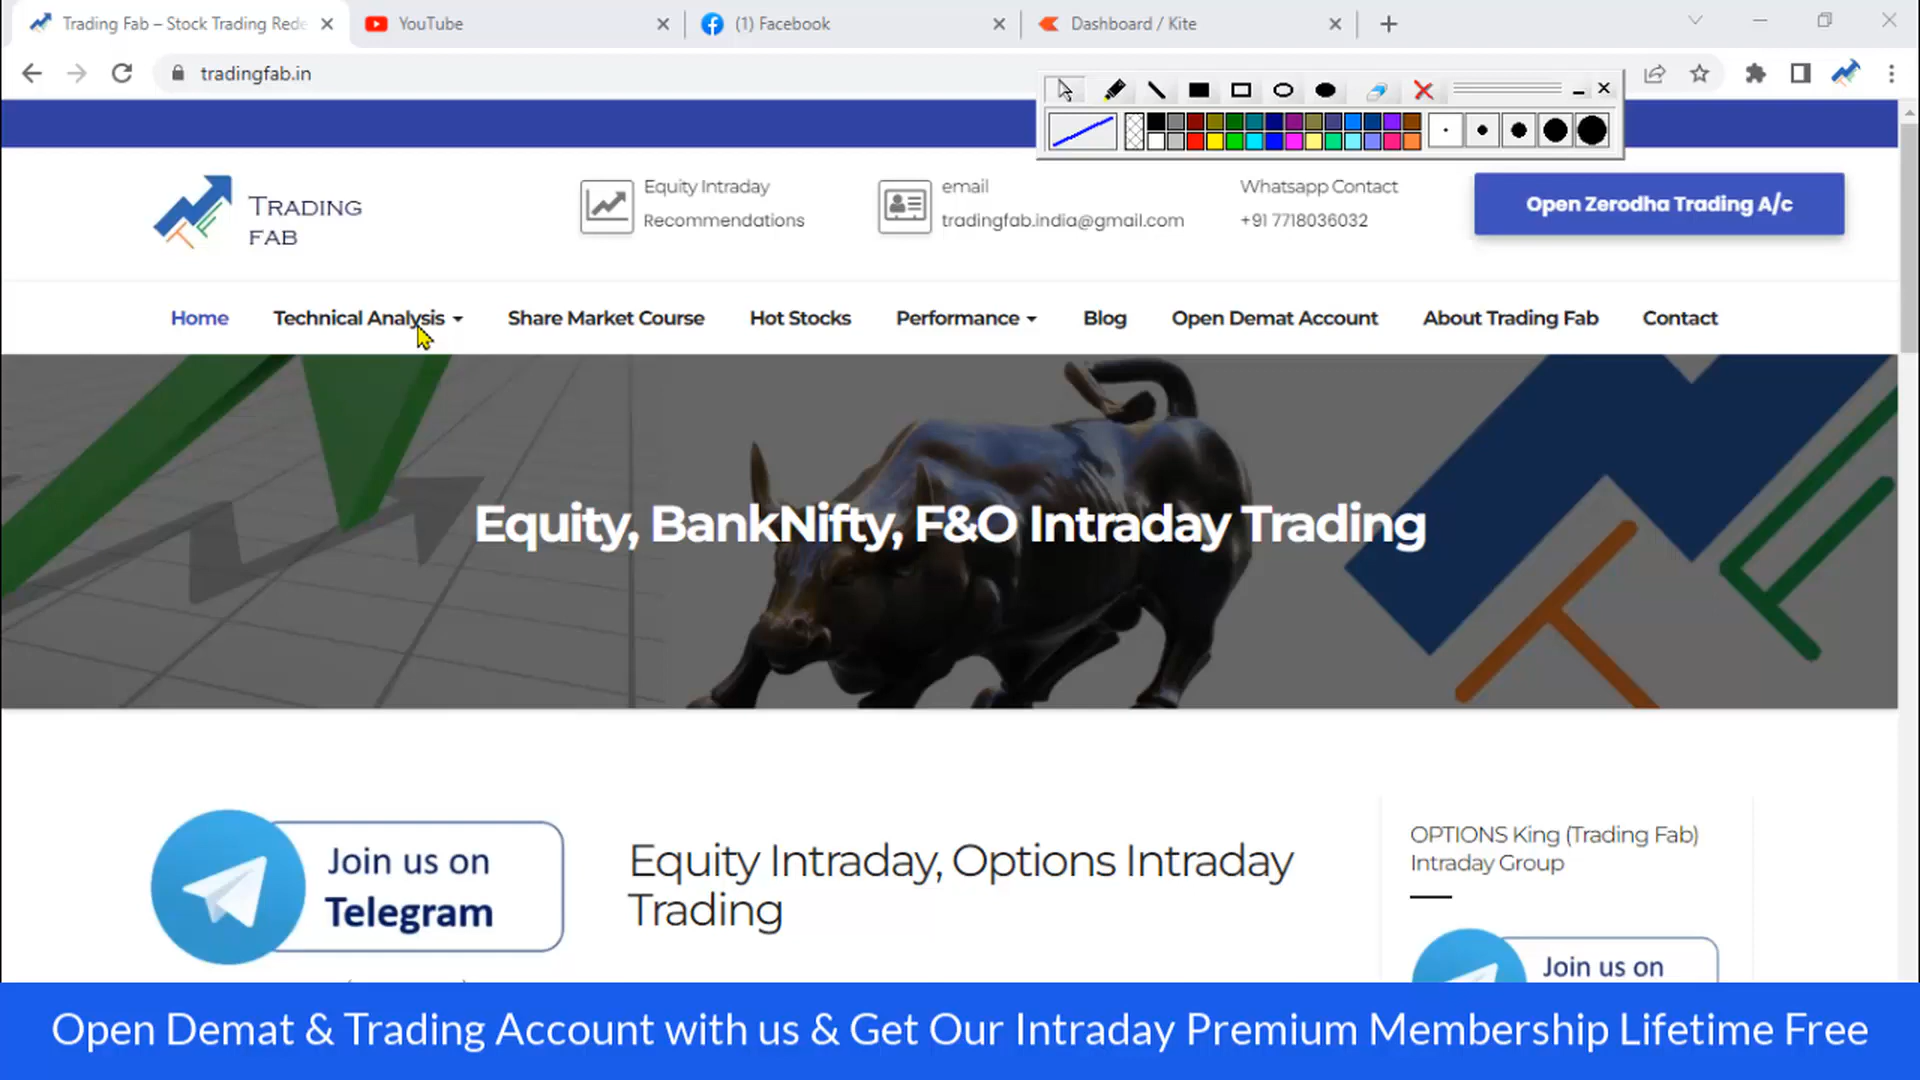 Trading Fab – Stock Trading Rede
YouTube
(1) Facebook
Dashboard / Kite
tradingfab.in
TRADING
FAB
Equity Intraday
Recommendations
email
tradingfab.india@gmail.com
Whatsapp Contact
+91 7718036032
Open Zerodha Trading A/c
Home
Technical Analysis
Share Market Course
Hot Stocks
Performance
Blog
Open Demat Account
About Trading Fab
Contact
Equity, BankNifty, F&O Intraday Trading
Join us on
Telegram
Equity Intraday, Options Intraday
Trading
OPTIONS King (Trading Fab)
Intraday Group
Join us on
Open Demat & Trading Account with us & Get Our Intraday Premium Membership Lifetime Free